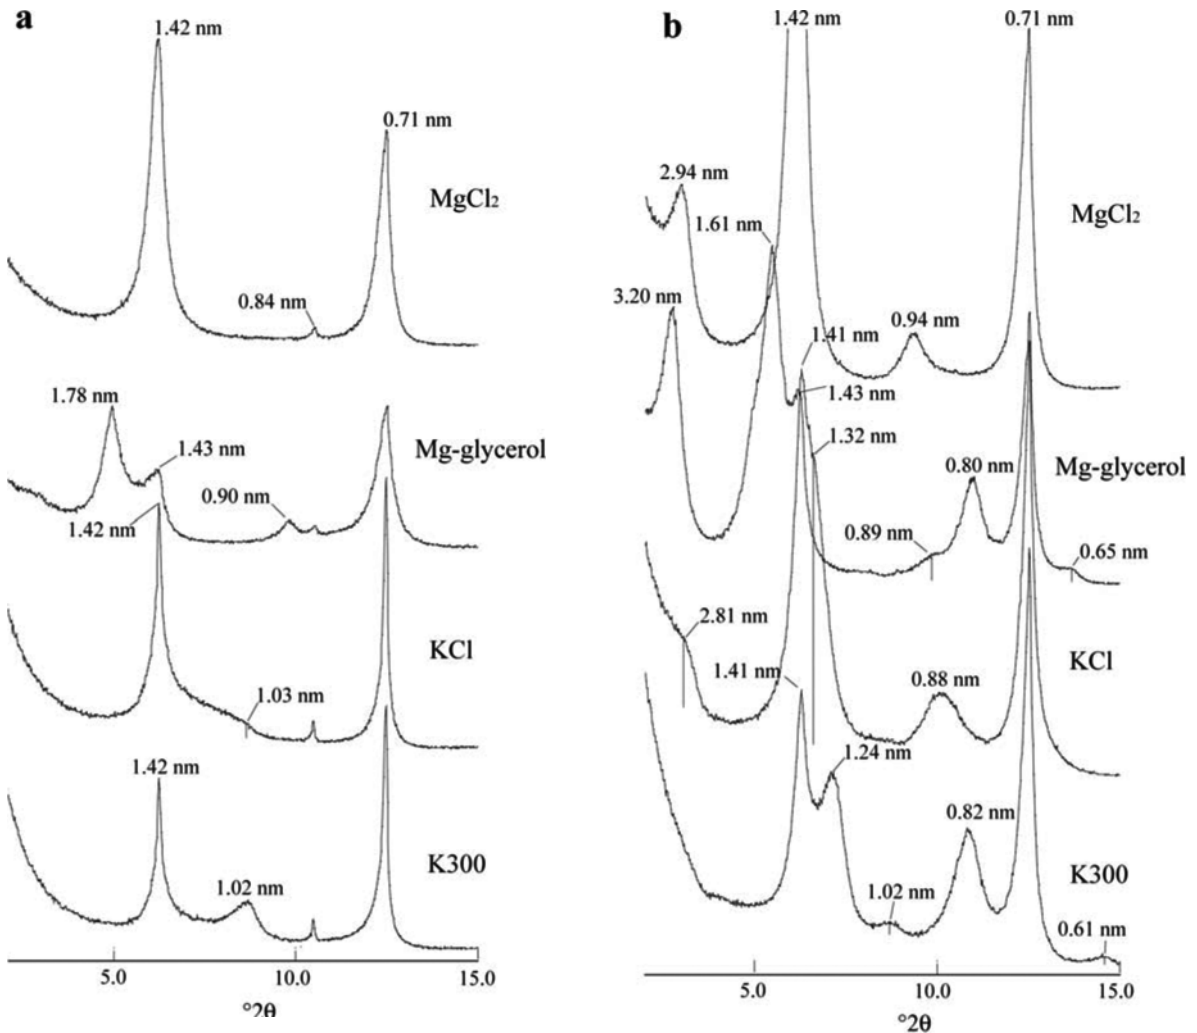 a
1.42 nm
0.71 nm
MgCl₂
0.84 nm
1.78 nm
1.43 nm
Mg-glycerol
0.90 nm
1.42 nm
KCl
1.03 nm
1.42 nm
K300
1.02 nm
5.0
10.0
15.0
°2θ
b
1.42 nm
0.71 nm
2.94 nm
MgCl₂
1.61 nm
3.20 nm
0.94 nm
1.41 nm
1.43 nm
1.32 nm
Mg-glycerol
0.80 nm
0.89 nm
0.65 nm
2.81 nm
KCl
1.41 nm
0.88 nm
1.24 nm
0.82 nm
K300
1.02 nm
0.61 nm
5.0
10.0
15.0
°2θ